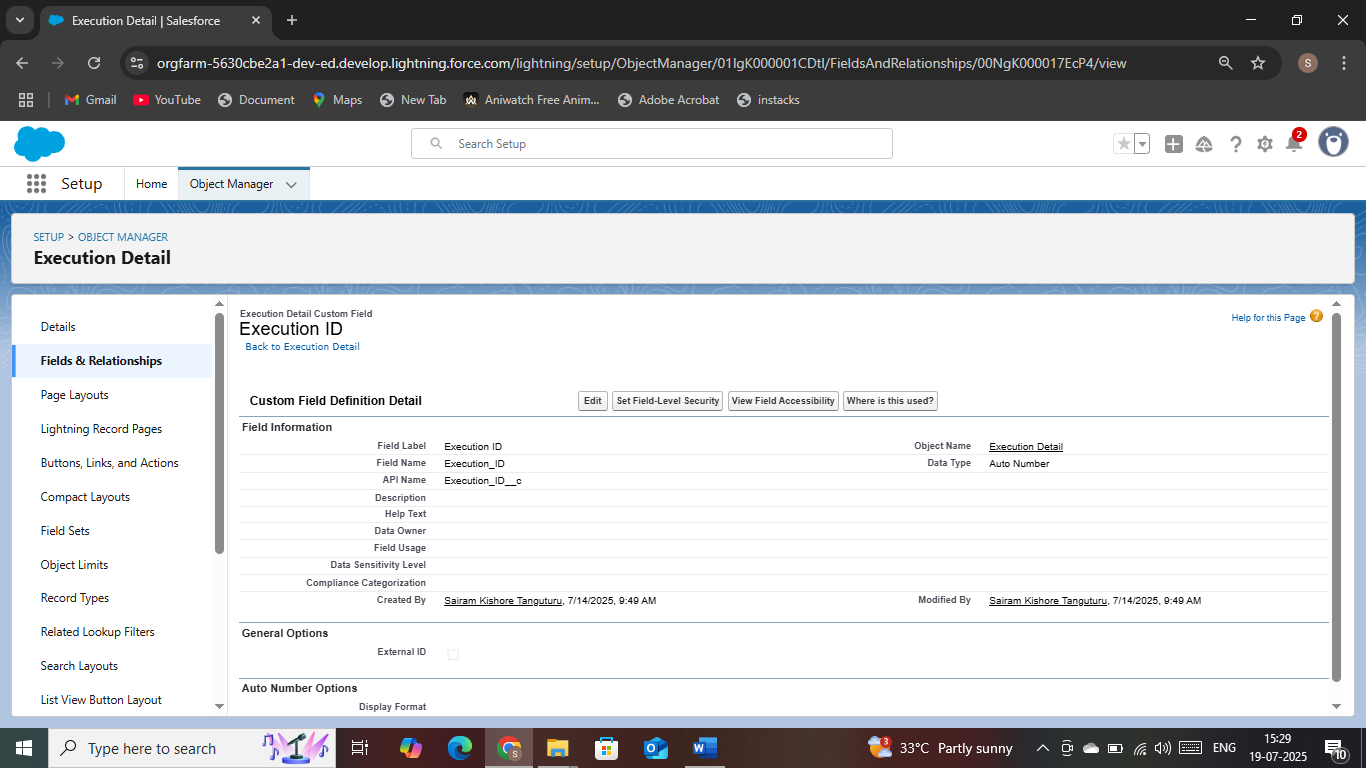 Execution Detail | Salesforce
orgfarm-5630cbe2a1-dev-ed.develop.lightning.force.com/lightning/setup/ObjectManager/01IgK000001CDtl/FieldsAndRelationships/00NgK000017EcP4/view
S
Gmail YouTube Document Maps New Tab Aniwatch Free Anim... Adobe Acrobat instacks
Search Setup
2
Setup Home Object Manager
SETUP > OBJECT MANAGER
Execution Detail
Details
Fields & Relationships
Page Layouts
Lightning Record Pages
Buttons, Links, and Actions
Compact Layouts
Field Sets
Object Limits
Record Types
Related Lookup Filters
Search Layouts
List View Button Layout
Execution Detail Custom Field
Execution ID
Back to Execution Detail
Help for this Page ?
Custom Field Definition Detail Edit Set Field-Level Security View Field Accessibility Where is this used?
Field Information
Field Label Execution ID Object Name Execution Detail
Field Name Execution_ID Data Type Auto Number
API Name Execution_ID__c
Description
Help Text
Data Owner
Field Usage
Data Sensitivity Level
Compliance Categorization
Created By Sairam Kishore Tanguturu, 7/14/2025, 9:49 AM Modified By Sairam Kishore Tanguturu, 7/14/2025, 9:49 AM
General Options
External ID
Auto Number Options
Display Format
Type here to search
S
W
3
33°C Partly sunny
ENG
15:29
19-07-2025
10